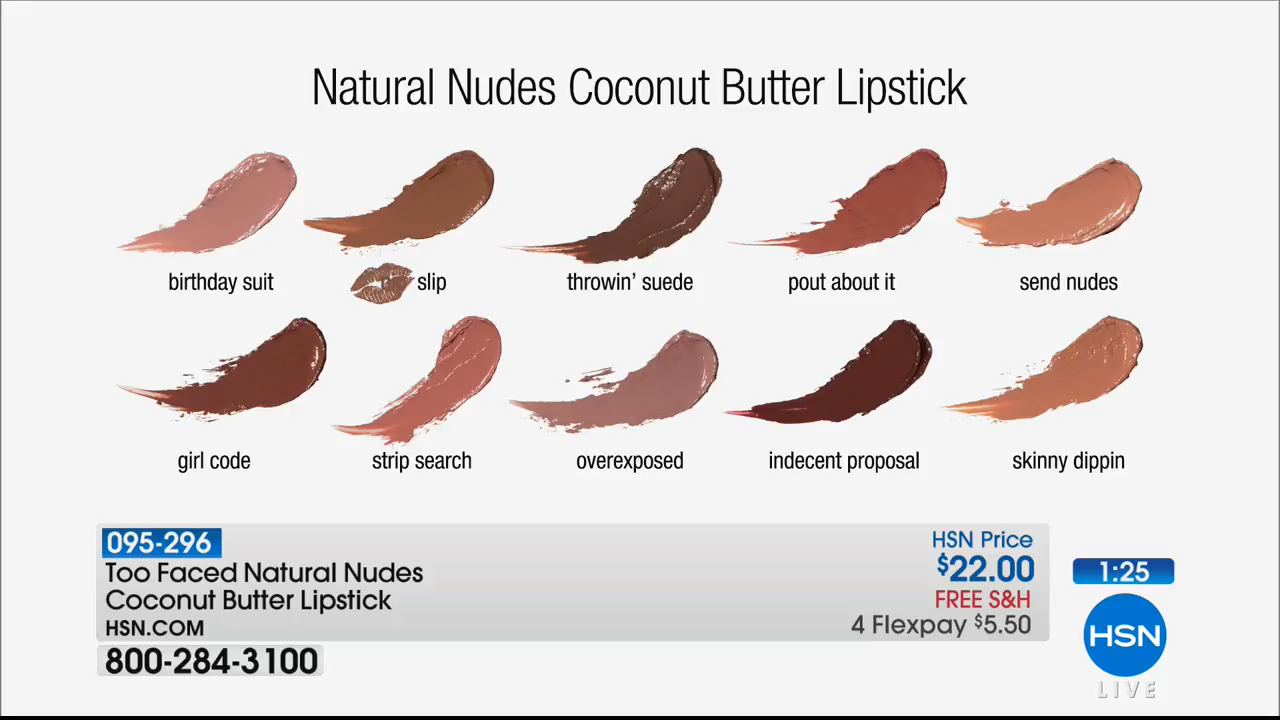 Natural Nudes Coconut Butter Lipstick
birthday suit
slip
throwin' suede
pout about it
send nudes
girl code
strip search
overexposed
indecent proposal
skinny dippin
095-296
Too Faced Natural Nudes
Coconut Butter Lipstick
HSN.COM
800-284-3100
HSN Price
$22.00
FREE S&H
4 Flexpay $5.50
1:25
HSN
LIVE